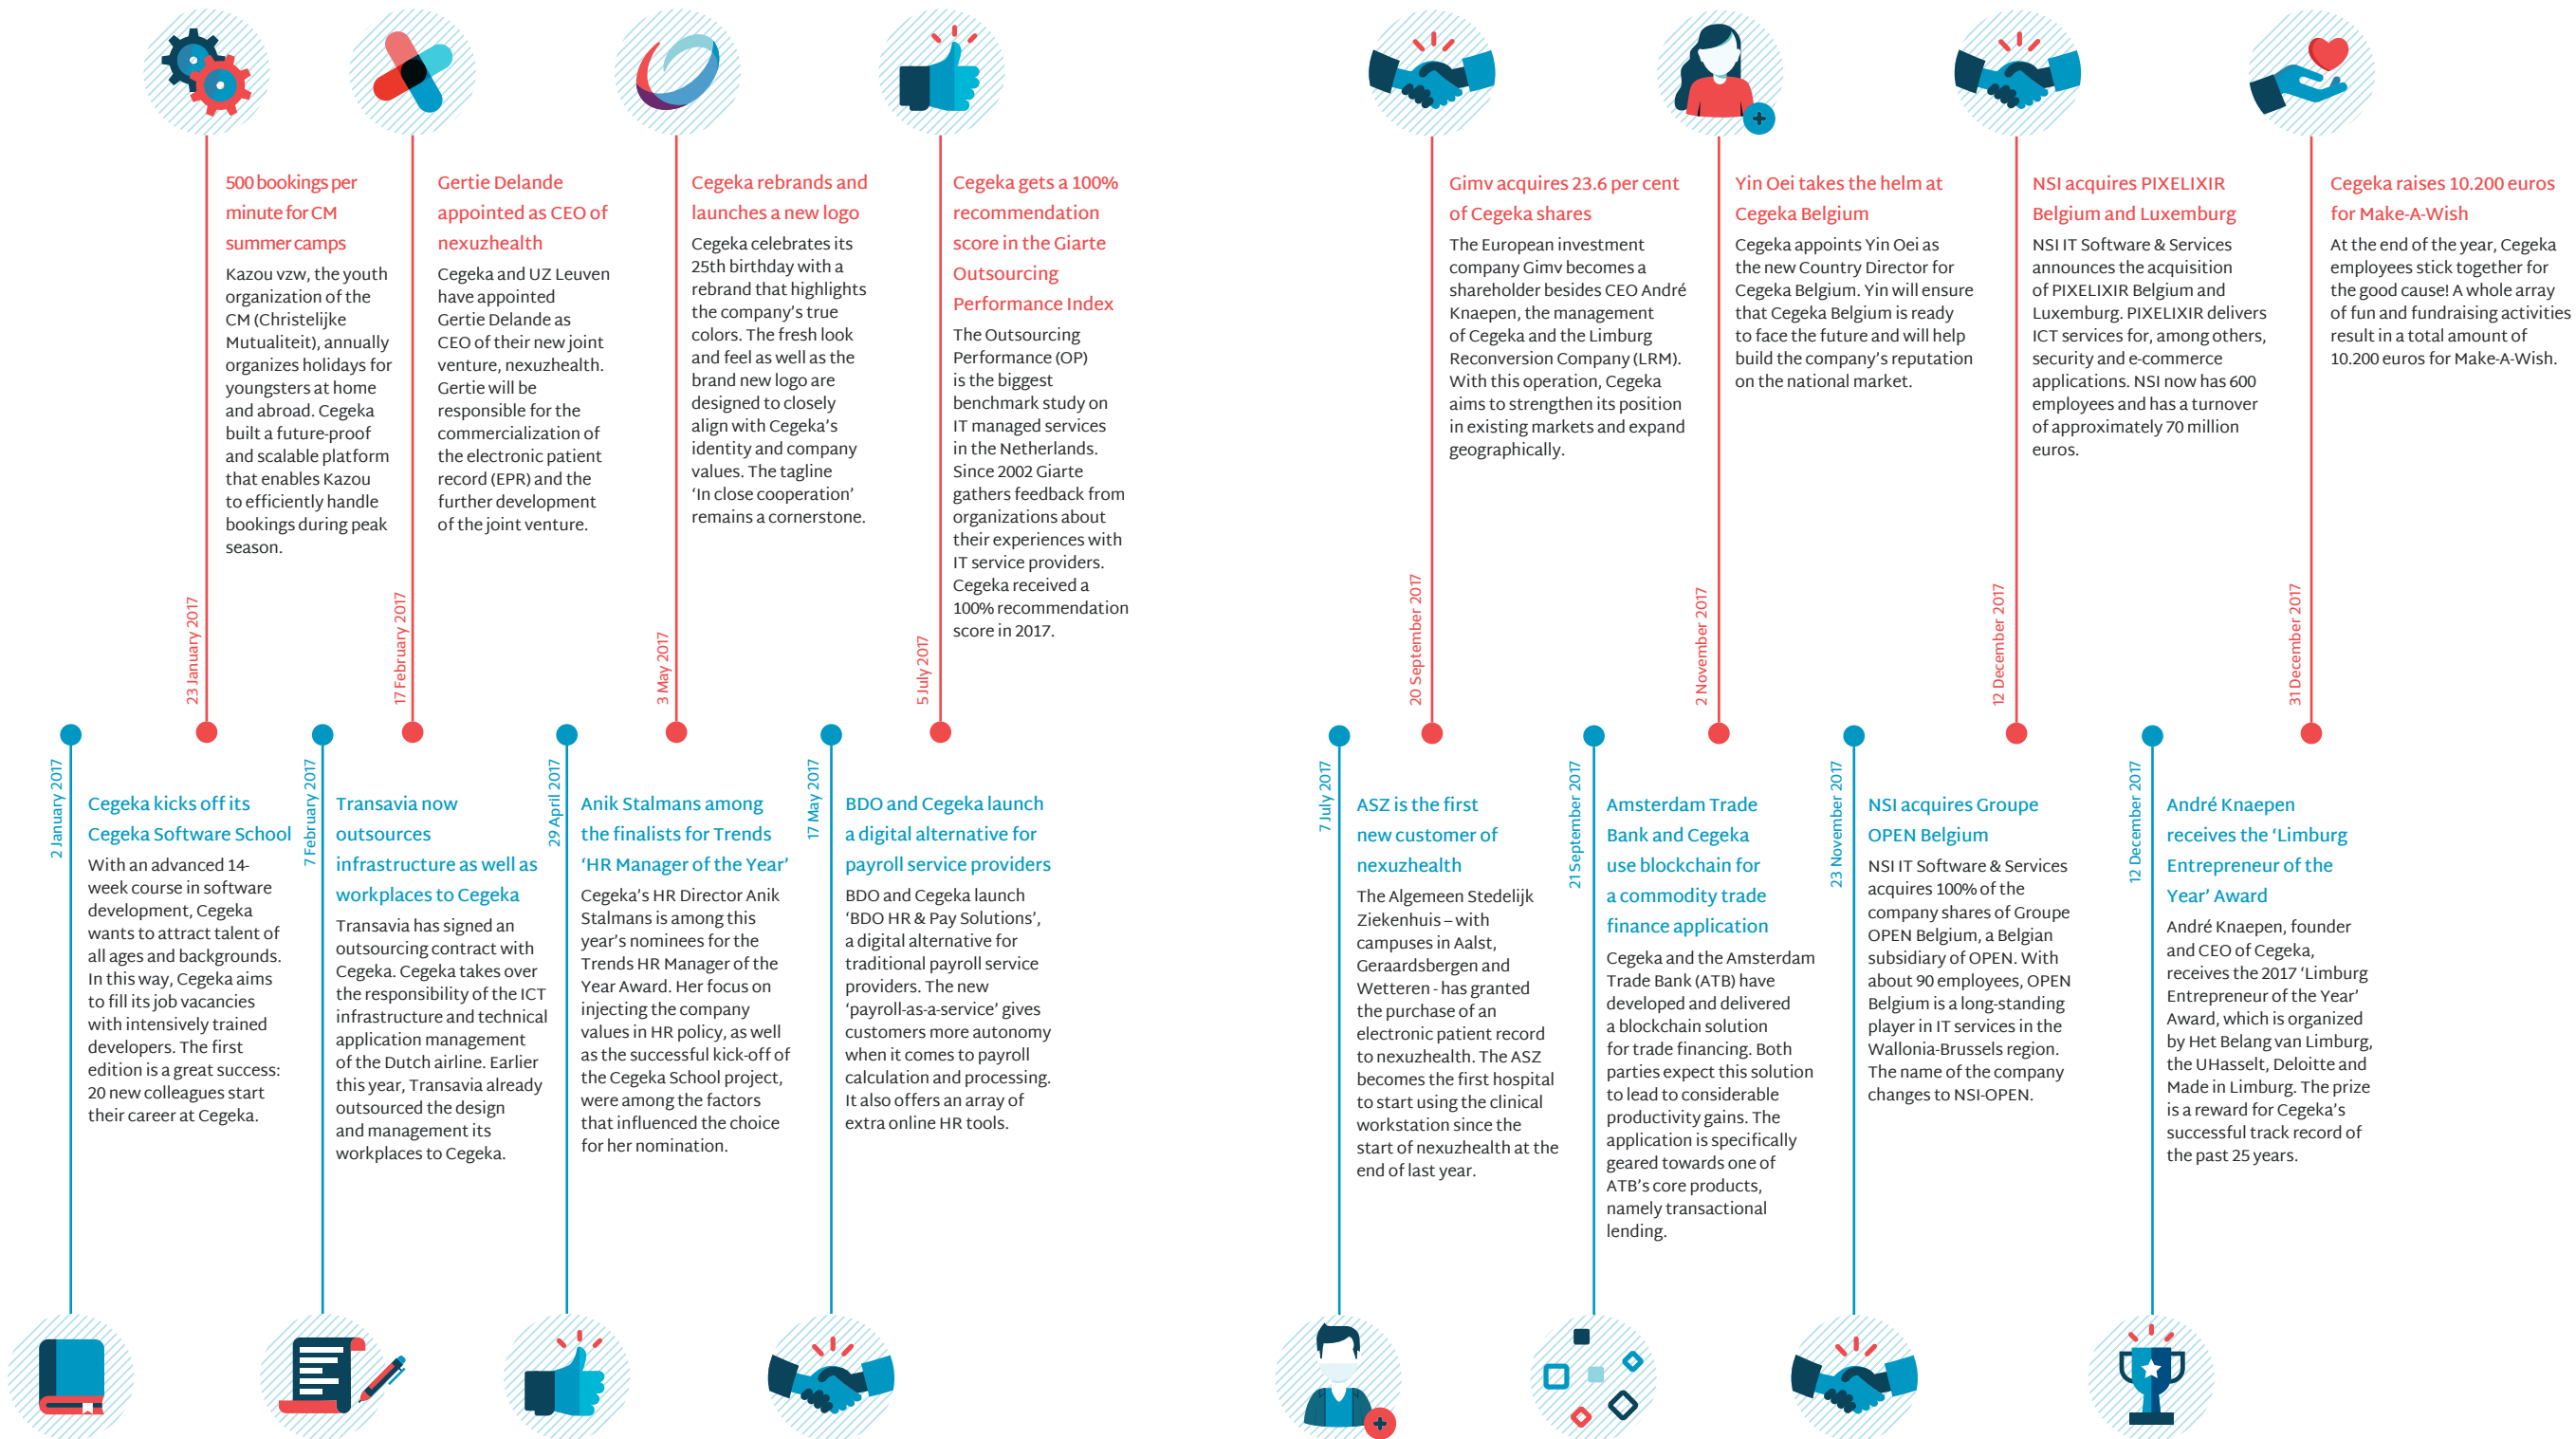 500 bookings per
minute for CM
summer camps
Kazou vzw, the youth
organization of the
CM (Christelijke
Mutualiteit), annually
organizes holidays for
youngsters at home
and abroad. Cegeka
built a future-proof
and scalable platform
that enables Kazou
to efficiently handle
bookings during peak
season.
23 January 2017
Gertie Delande
appointed as CEO of
nexuzhealth
Cegeka and UZ Leuven
have appointed
Gertie Delande as
CEO of their new joint
venture, nexuzhealth.
Gertie will be
responsible for the
commercialization of
the electronic patient
record (EPR) and the
further development
of the joint venture.
17 February 2017
Cegeka rebrands and
launches a new logo
Cegeka celebrates its
25th birthday with a
rebrand that highlights
the company's true
colors. The fresh look
and feel as well as the
brand new logo are
designed to closely
align with Cegeka's
identity and company
values. The tagline
'In close cooperation'
remains a cornerstone.
3 May 2017
Cegeka gets a 100%
recommendation
score in the Giarte
Outsourcing
Performance Index
The Outsourcing
Performance (OP)
is the biggest
benchmark study on
IT managed services
in the Netherlands.
Since 2002 Giarte
gathers feedback from
organizations about
their experiences with
IT service providers.
Cegeka received a
100% recommendation
score in 2017.
5 July 2017
Gimv acquires 23.6 per cent
of Cegeka shares
The European investment
company Gimv becomes a
shareholder besides CEO André
Knaepen, the management
of Cegeka and the Limburg
Reconversion Company (LRM).
With this operation, Cegeka
aims to strengthen its position
in existing markets and expand
geographically.
20 September 2017
Yin Oei takes the helm at
Cegeka Belgium
Cegeka appoints Yin Oei as
the new Country Director for
Cegeka Belgium. Yin will ensure
that Cegeka Belgium is ready
to face the future and will help
build the company's reputation
on the national market.
2 November 2017
NSI acquires PIXELIXIR
Belgium and Luxemburg
NSI IT Software & Services
announces the acquisition
of PIXELIXIR Belgium and
Luxemburg. PIXELIXIR delivers
ICT services for, among others,
security and e-commerce
applications. NSI now has 600
employees and has a turnover
of approximately 70 million
euros.
12 December 2017
Cegeka raises 10.200 euros
for Make-A-Wish
At the end of the year, Cegeka
employees stick together for
the good cause! A whole array
of fun and fundraising activities
result in a total amount of
10.200 euros for Make-A-Wish.
31 December 2017
2 January 2017
Cegeka kicks off its
Cegeka Software School
With an advanced 14-
week course in software
development, Cegeka
wants to attract talent of
all ages and backgrounds.
In this way, Cegeka aims
to fill its job vacancies
with intensively trained
developers. The first
edition is a great success:
20 new colleagues start
their career at Cegeka.
7 February 2017
Transavia now
outsources
infrastructure as well as
workplaces to Cegeka
Transavia has signed an
outsourcing contract with
Cegeka. Cegeka takes over
the responsibility of the ICT
infrastructure and technical
application management
of the Dutch airline. Earlier
this year, Transavia already
outsourced the design
and management its
workplaces to Cegeka.
29 April 2017
Anik Stalmans among
the finalists for Trends
'HR Manager of the Year'
Cegeka's HR Director Anik
Stalmans is among this
year's nominees for the
Trends HR Manager of the
Year Award. Her focus on
injecting the company
values in HR policy, as well
as the successful kick-off of
the Cegeka School project,
were among the factors
that influenced the choice
for her nomination.
17 May 2017
BDO and Cegeka launch
a digital alternative for
payroll service providers
BDO and Cegeka launch
'BDO HR & Pay Solutions',
a digital alternative for
traditional payroll service
providers. The new
'payroll-as-a-service' gives
customers more autonomy
when it comes to payroll
calculation and processing.
It also offers an array of
extra online HR tools.
7 July 2017
ASZ is the first
new customer of
nexuzhealth
The Algemeen Stedelijk
Ziekenhuis – with
campuses in Aalst,
Geraardsbergen and
Wetteren - has granted
the purchase of an
electronic patient record
to nexuzhealth. The ASZ
becomes the first hospital
to start using the clinical
workstation since the
start of nexuzhealth at the
end of last year.
21 September 2017
Amsterdam Trade
Bank and Cegeka
use blockchain for
a commodity trade
finance application
Cegeka and the Amsterdam
Trade Bank (ATB) have
developed and delivered
a blockchain solution
for trade financing. Both
parties expect this solution
to lead to considerable
productivity gains. The
application is specifically
geared towards one of
ATB's core products,
namely transactional
lending.
23 November 2017
NSI acquires Groupe
OPEN Belgium
NSI IT Software & Services
acquires 100% of the
company shares of Groupe
OPEN Belgium, a Belgian
subsidiary of OPEN. With
about 90 employees, OPEN
Belgium is a long-standing
player in IT services in the
Wallonia-Brussels region.
The name of the company
changes to NSI-OPEN.
12 December 2017
André Knaepen
receives the 'Limburg
Entrepreneur of the
Year' Award
André Knaepen, founder
and CEO of Cegeka,
receives the 2017 'Limburg
Entrepreneur of the Year'
Award, which is organized
by Het Belang van Limburg,
the UHasselt, Deloitte and
Made in Limburg. The prize
is a reward for Cegeka's
successful track record of
the past 25 years.